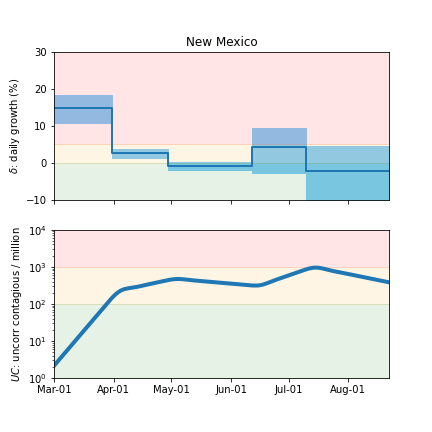 New Mexico
δ: daily growth (%)
30
20
10
0
−10
UC: uncorr contagious / million
10⁴
10³
10²
10¹
10⁰
Mar-01 Apr-01 May-01 Jun-01 Jul-01 Aug-01